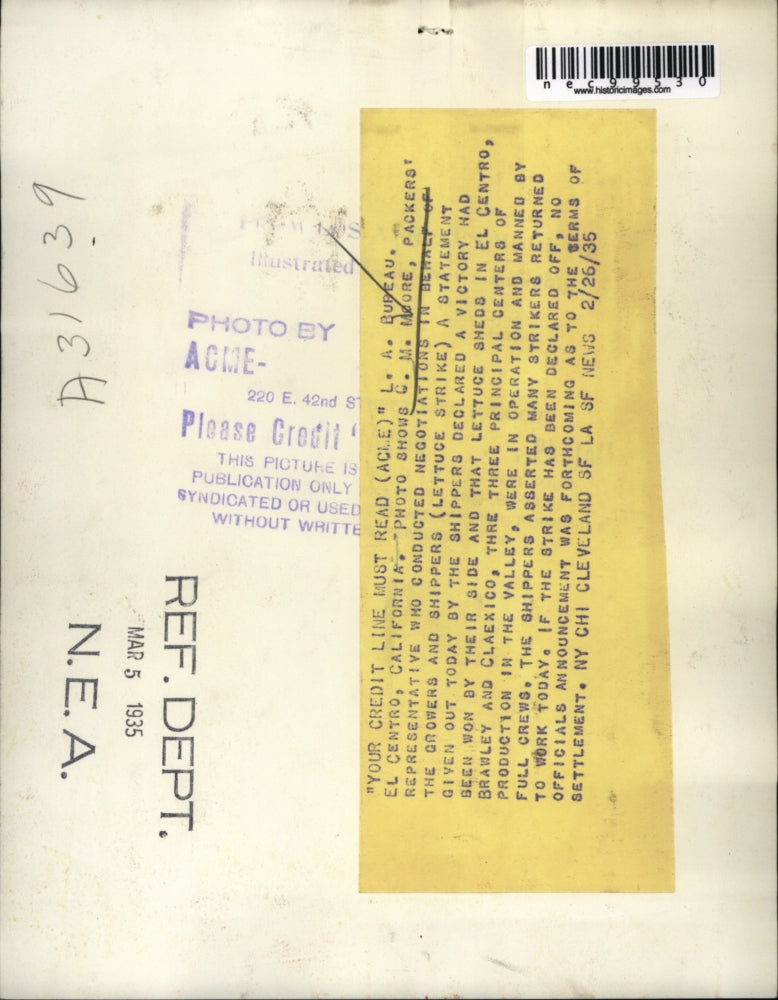 nec99530
www.historicimages.com
A31639
Illustrated
PHOTO BY
ACME-
220 E. 42nd S
Please Credit "
THIS PICTURE IS
PUBLICATION ONLY
SYNDICATED OR USED
WITHOUT WRITTE
REF. DEPT.
MAR 5 1935
N.E.A.
"YOUR CREDIT LINE MUST READ (ACME)" L. A. BUREAU.
EL CENTRO, CALIFORNIA. PHOTO SHOWS C. M. MOORE, PACKERS'
REPRESENTATIVE WHO CONDUCTED NEGOTIATIONS IN BEHALF OF
THE GROWERS AND SHIPPERS (LETTUCE STRIKE) A STATEMENT
GIVEN OUT TODAY BY THE SHIPPERS DECLARED A VICTORY HAD
BEEN WON BY THEIR SIDE AND THAT LETTUCE SHEDS IN EL CENTRO,
BRAWLEY AND CLAEXICO, THRE THREE PRINCIPAL CENTERS OF
PRODUCTION IN THE VALLEY, WERE IN OPERATION AND MANNED BY
FULL CREWS. THE SHIPPERS ASSERTED MANY STRIKERS RETURNED
TO WORK TODAY. IF THE STRIKE HAS BEEN DECLARED OFF, NO
OFFICIALS ANNOUNCEMENT WAS FORTHCOMING AS TO THE TERMS OF
SETTLEMENT. NY CHI CLEVELAND SF LA SF NEWS 2/26/35